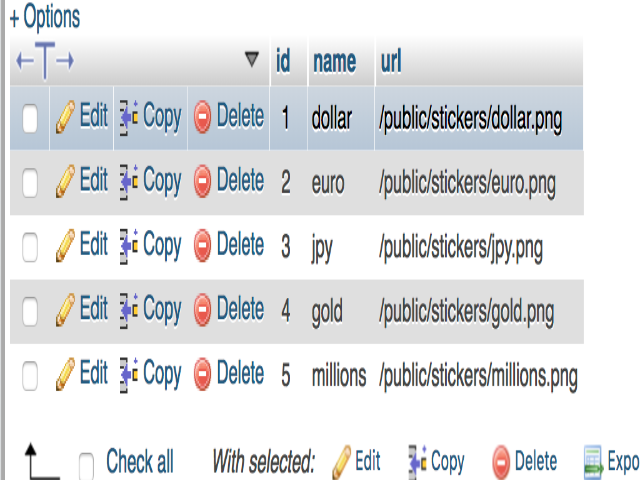 + Options
id name url
Edit Copy Delete 1 dollar /public/stickers/dollar.png
Edit Copy Delete 2 euro /public/stickers/euro.png
Edit Copy Delete 3 jpy /public/stickers/jpy.png
Edit Copy Delete 4 gold /public/stickers/gold.png
Edit Copy Delete 5 millions /public/stickers/millions.png
Check all With selected: Edit Copy Delete Expo